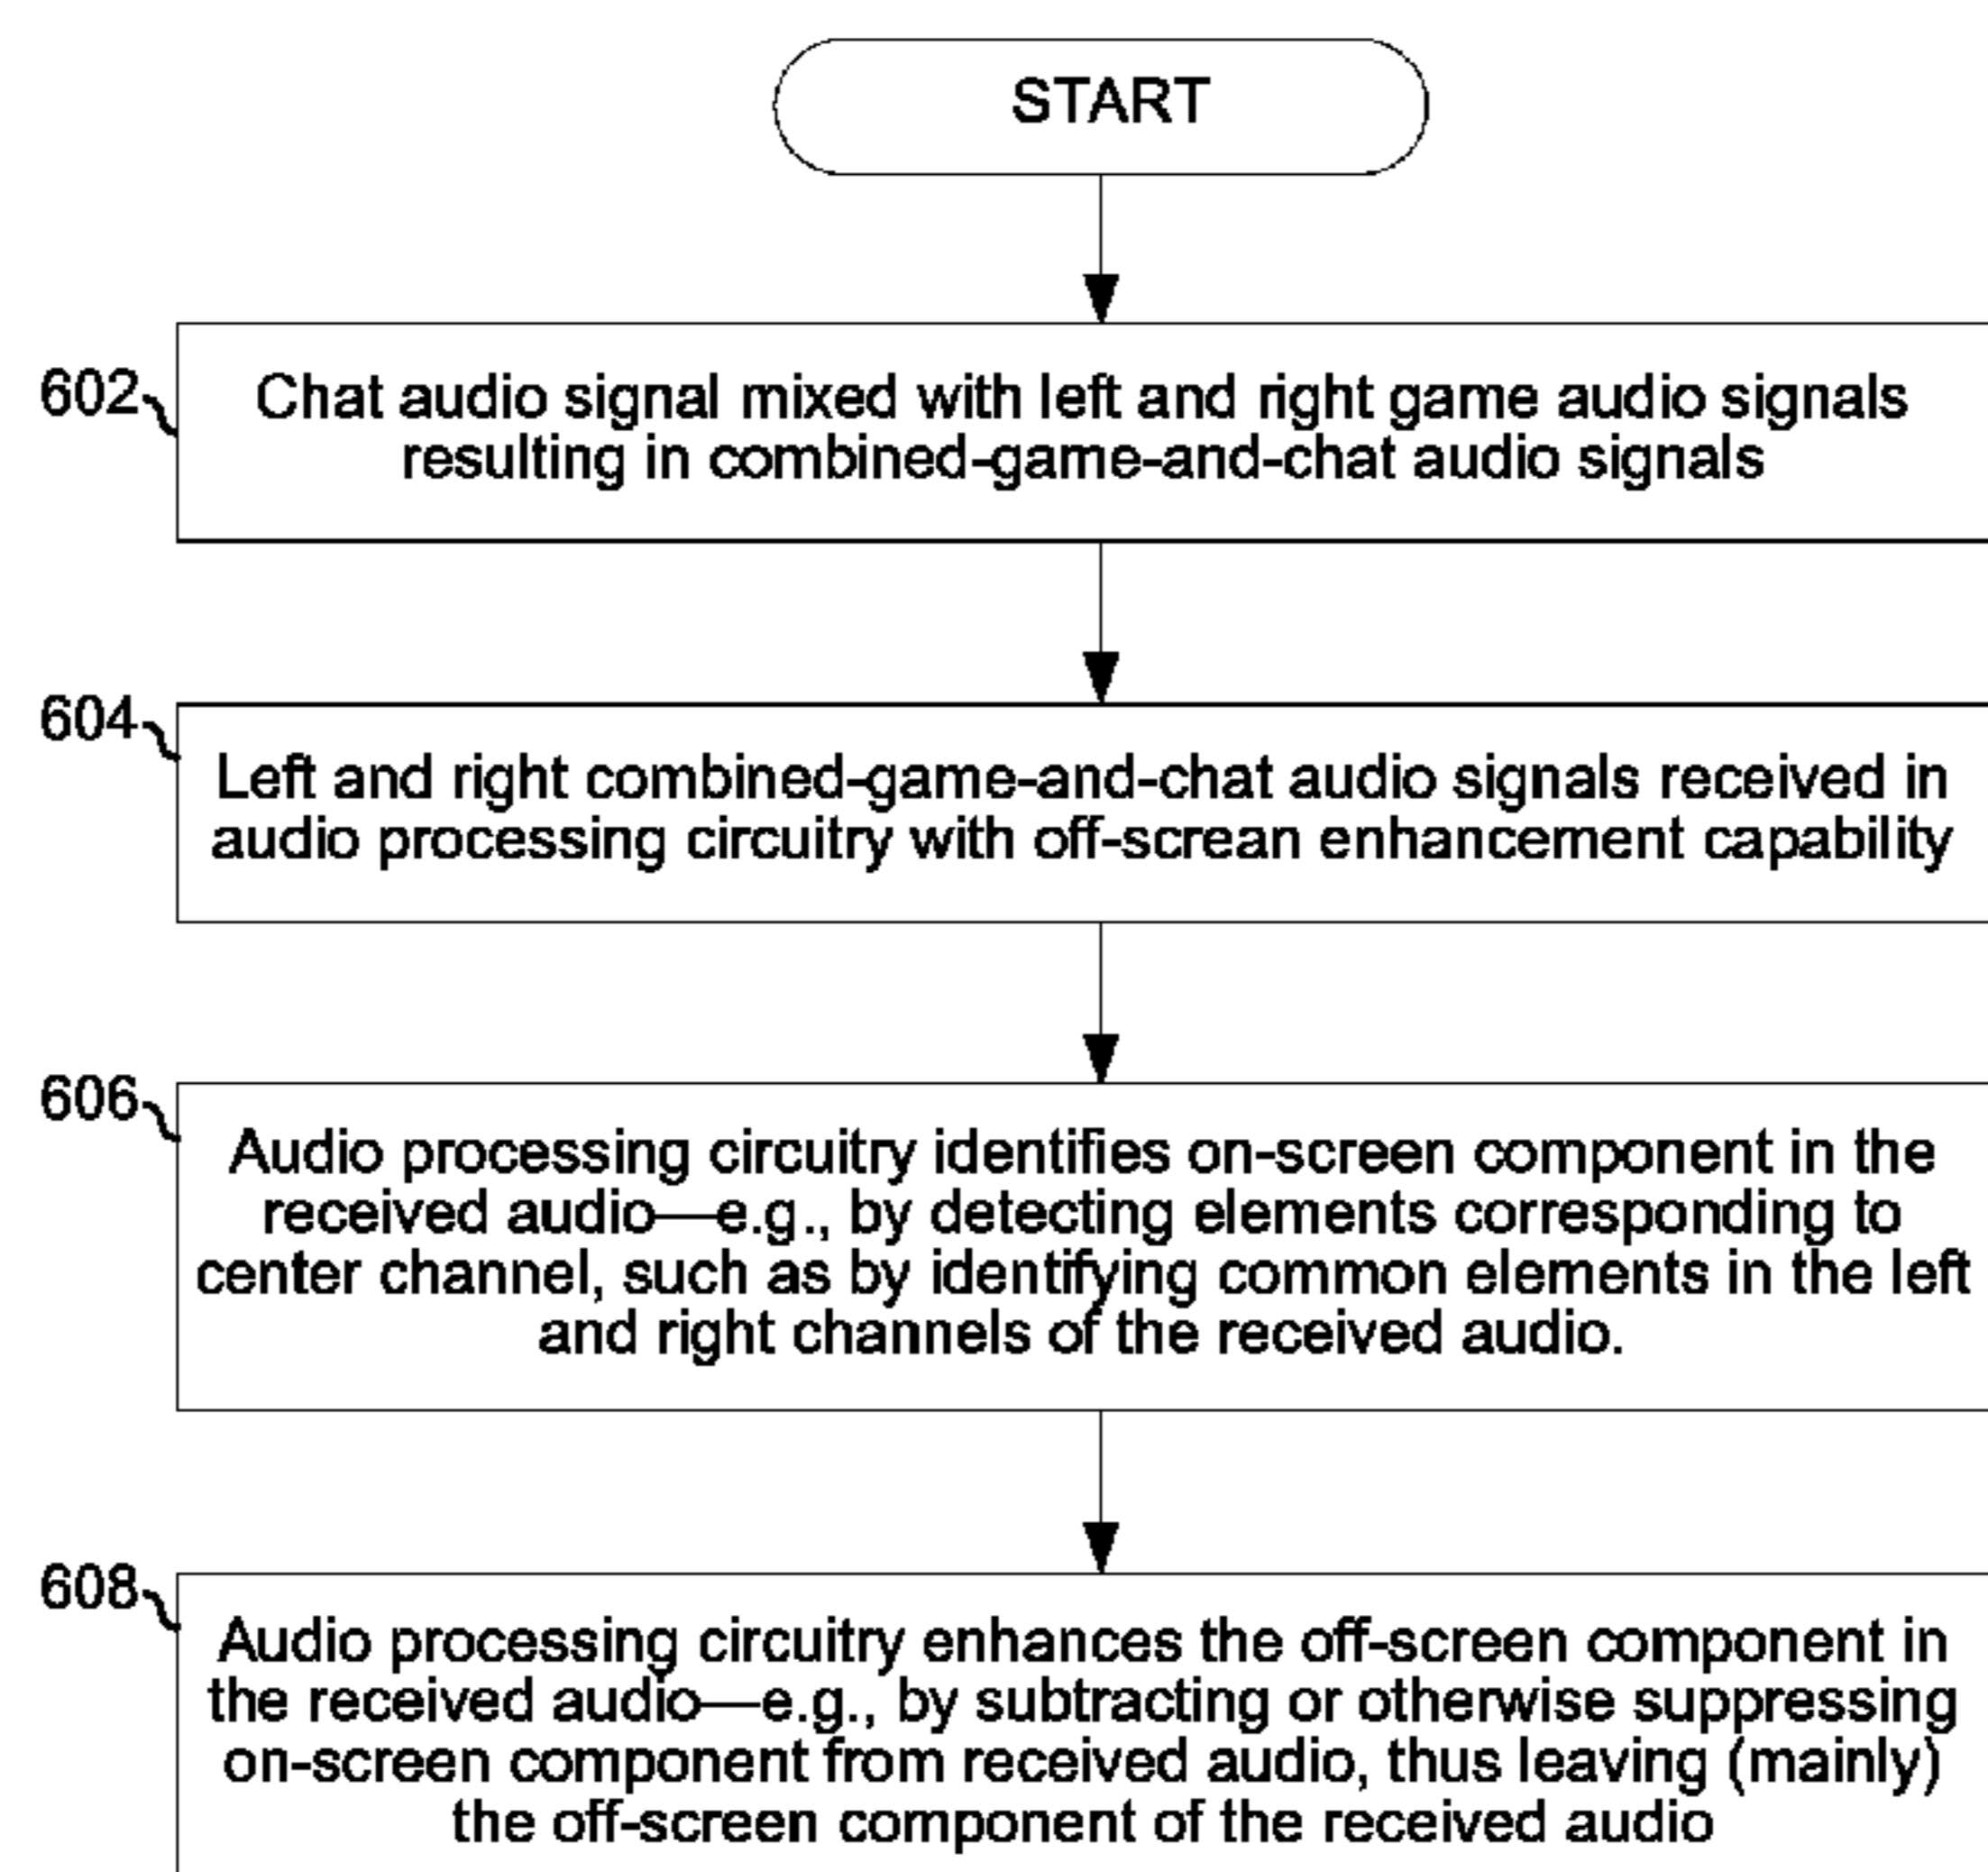 START
602
Chat audio signal mixed with left and right game audio signals
resulting in combined-game-and-chat audio signals
604
Left and right combined-game-and-chat audio signals received in
audio processing circuitry with off-screan enhancement capability
606
Audio processing circuitry identifies on-screen component in the
received audio—e.g., by detecting elements corresponding to
center channel, such as by identifying common elements in the left
and right channels of the received audio.
608
Audio processing circuitry enhances the off-screen component in
the received audio—e.g., by subtracting or otherwise suppressing
on-screen component from received audio, thus leaving (mainly)
the off-screen component of the received audio